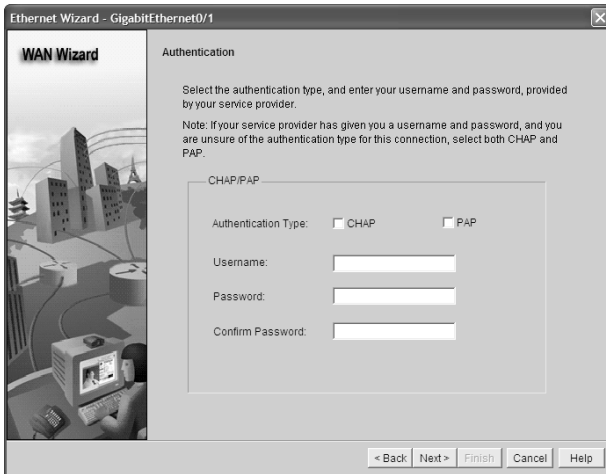 Ethernet Wizard - GigabitEthernet0/1
WAN Wizard
Authentication
Select the authentication type, and enter your username and password, provided
by your service provider.
Note: If your service provider has given you a username and password, and you
are unsure of the authentication type for this connection, select both CHAP and
PAP.
CHAP/PAP
Authentication Type: CHAP PAP
Username:
Password:
Confirm Password:
< Back Next > Finish Cancel Help